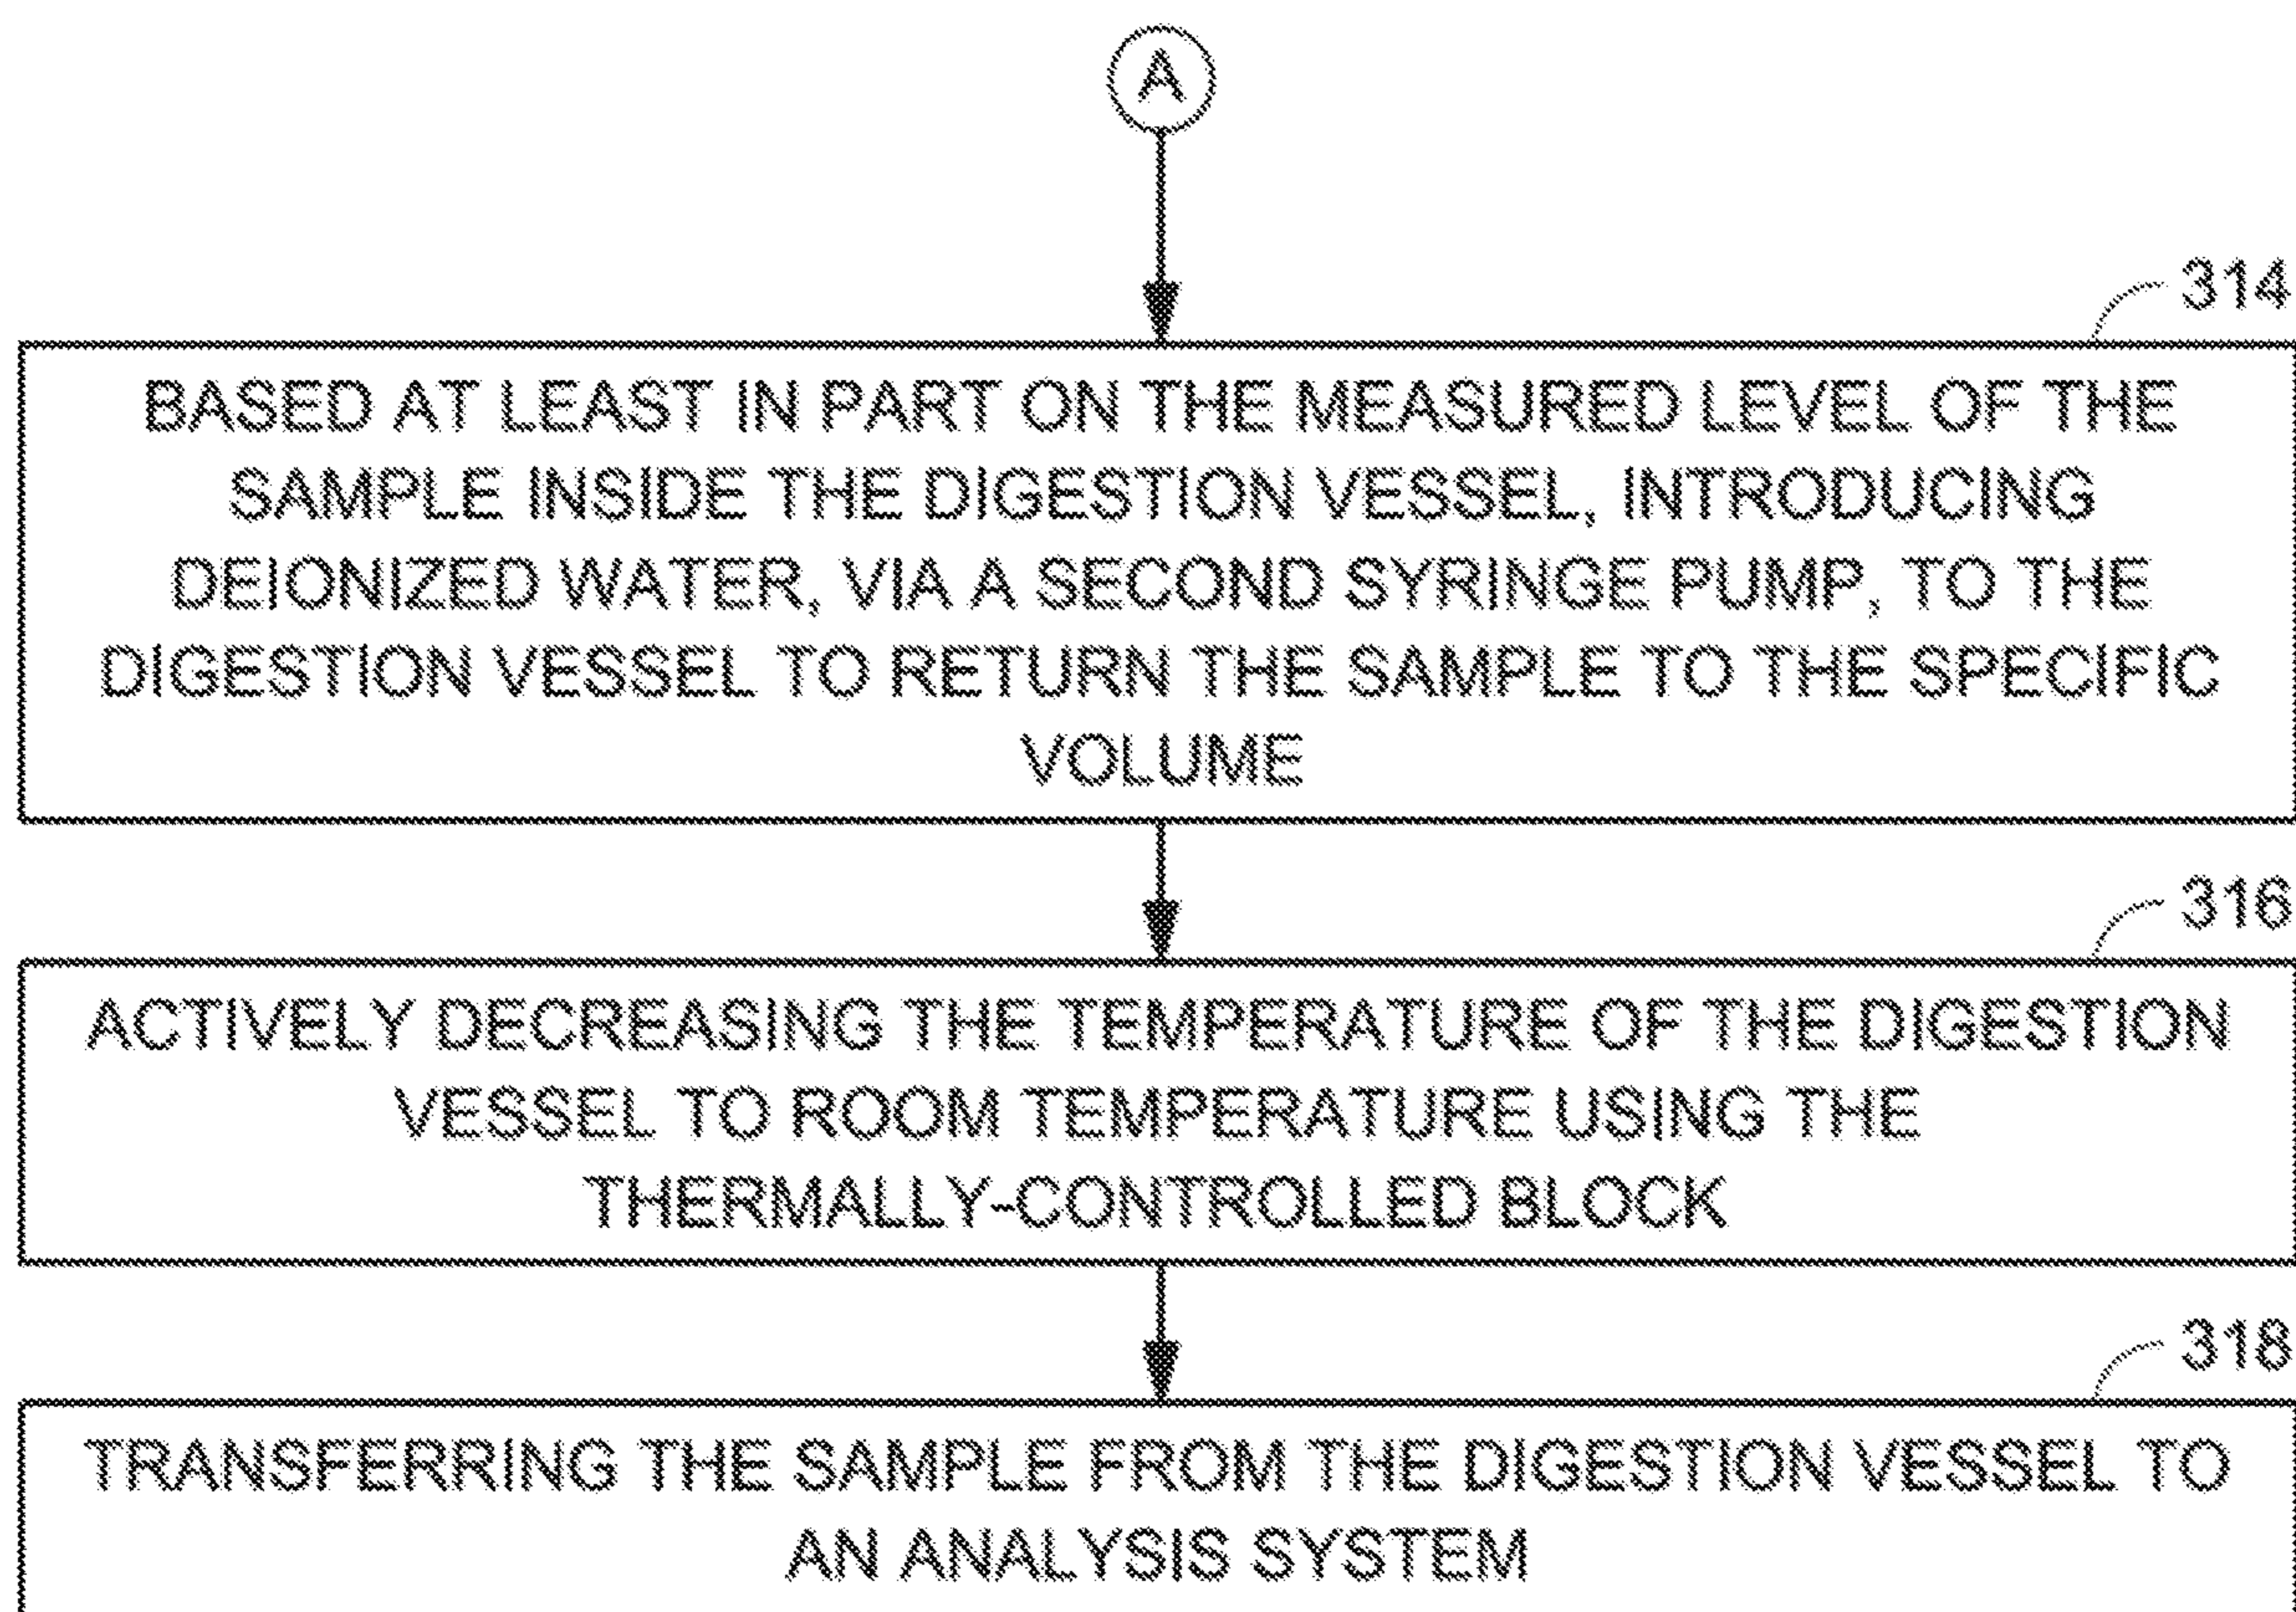 A
314
BASED AT LEAST IN PART ON THE MEASURED LEVEL OF THE
SAMPLE INSIDE THE DIGESTION VESSEL, INTRODUCING
DEIONIZED WATER, VIA A SECOND SYRINGE PUMP, TO THE
DIGESTION VESSEL TO RETURN THE SAMPLE TO THE SPECIFIC
VOLUME
316
ACTIVELY DECREASING THE TEMPERATURE OF THE DIGESTION
VESSEL TO ROOM TEMPERATURE USING THE
THERMALLY-CONTROLLED BLOCK
318
TRANSFERRING THE SAMPLE FROM THE DIGESTION VESSEL TO
AN ANALYSIS SYSTEM